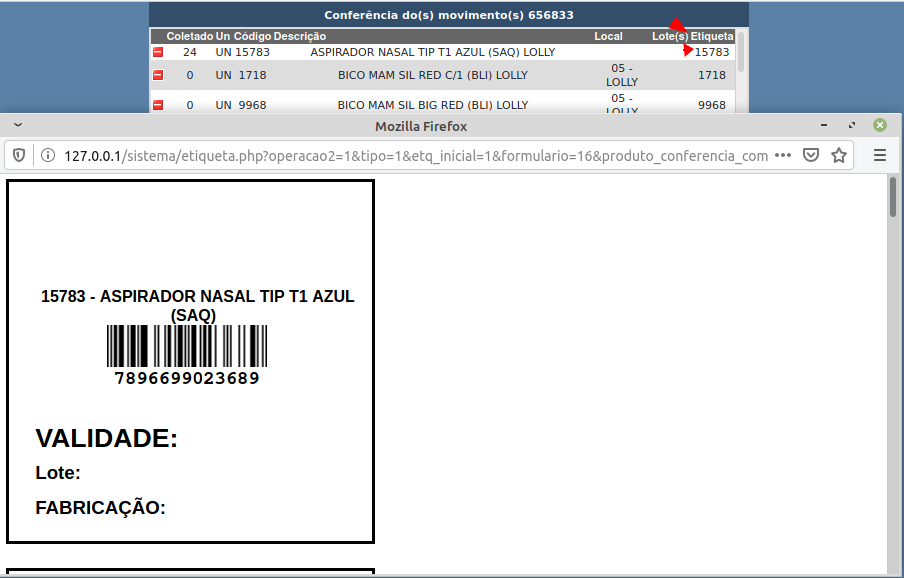 Conferência do(s) movimento(s) 656833
Coletado Un Código Descrição Local Lote(s) Etiqueta
24 UN 15783 ASPIRADOR NASAL TIP T1 AZUL (SAQ) LOLLY 15783
0 UN 1718 BICO MAM SIL RED C/1 (BLI) LOLLY 05 - LOLLY 1718
0 UN 9968 BICO MAM SIL BIG RED (BLI) LOLLY 05 - LOLLY 9968
Mozilla Firefox
127.0.0.1/sistema/etiqueta.php?operacao2=1&tipo=1&etq_inicial=1&formulario=16&produto_conferencia_com
15783 - ASPIRADOR NASAL TIP T1 AZUL
(SAQ)
7896699023689
VALIDADE:
Lote:
FABRICAÇÃO: